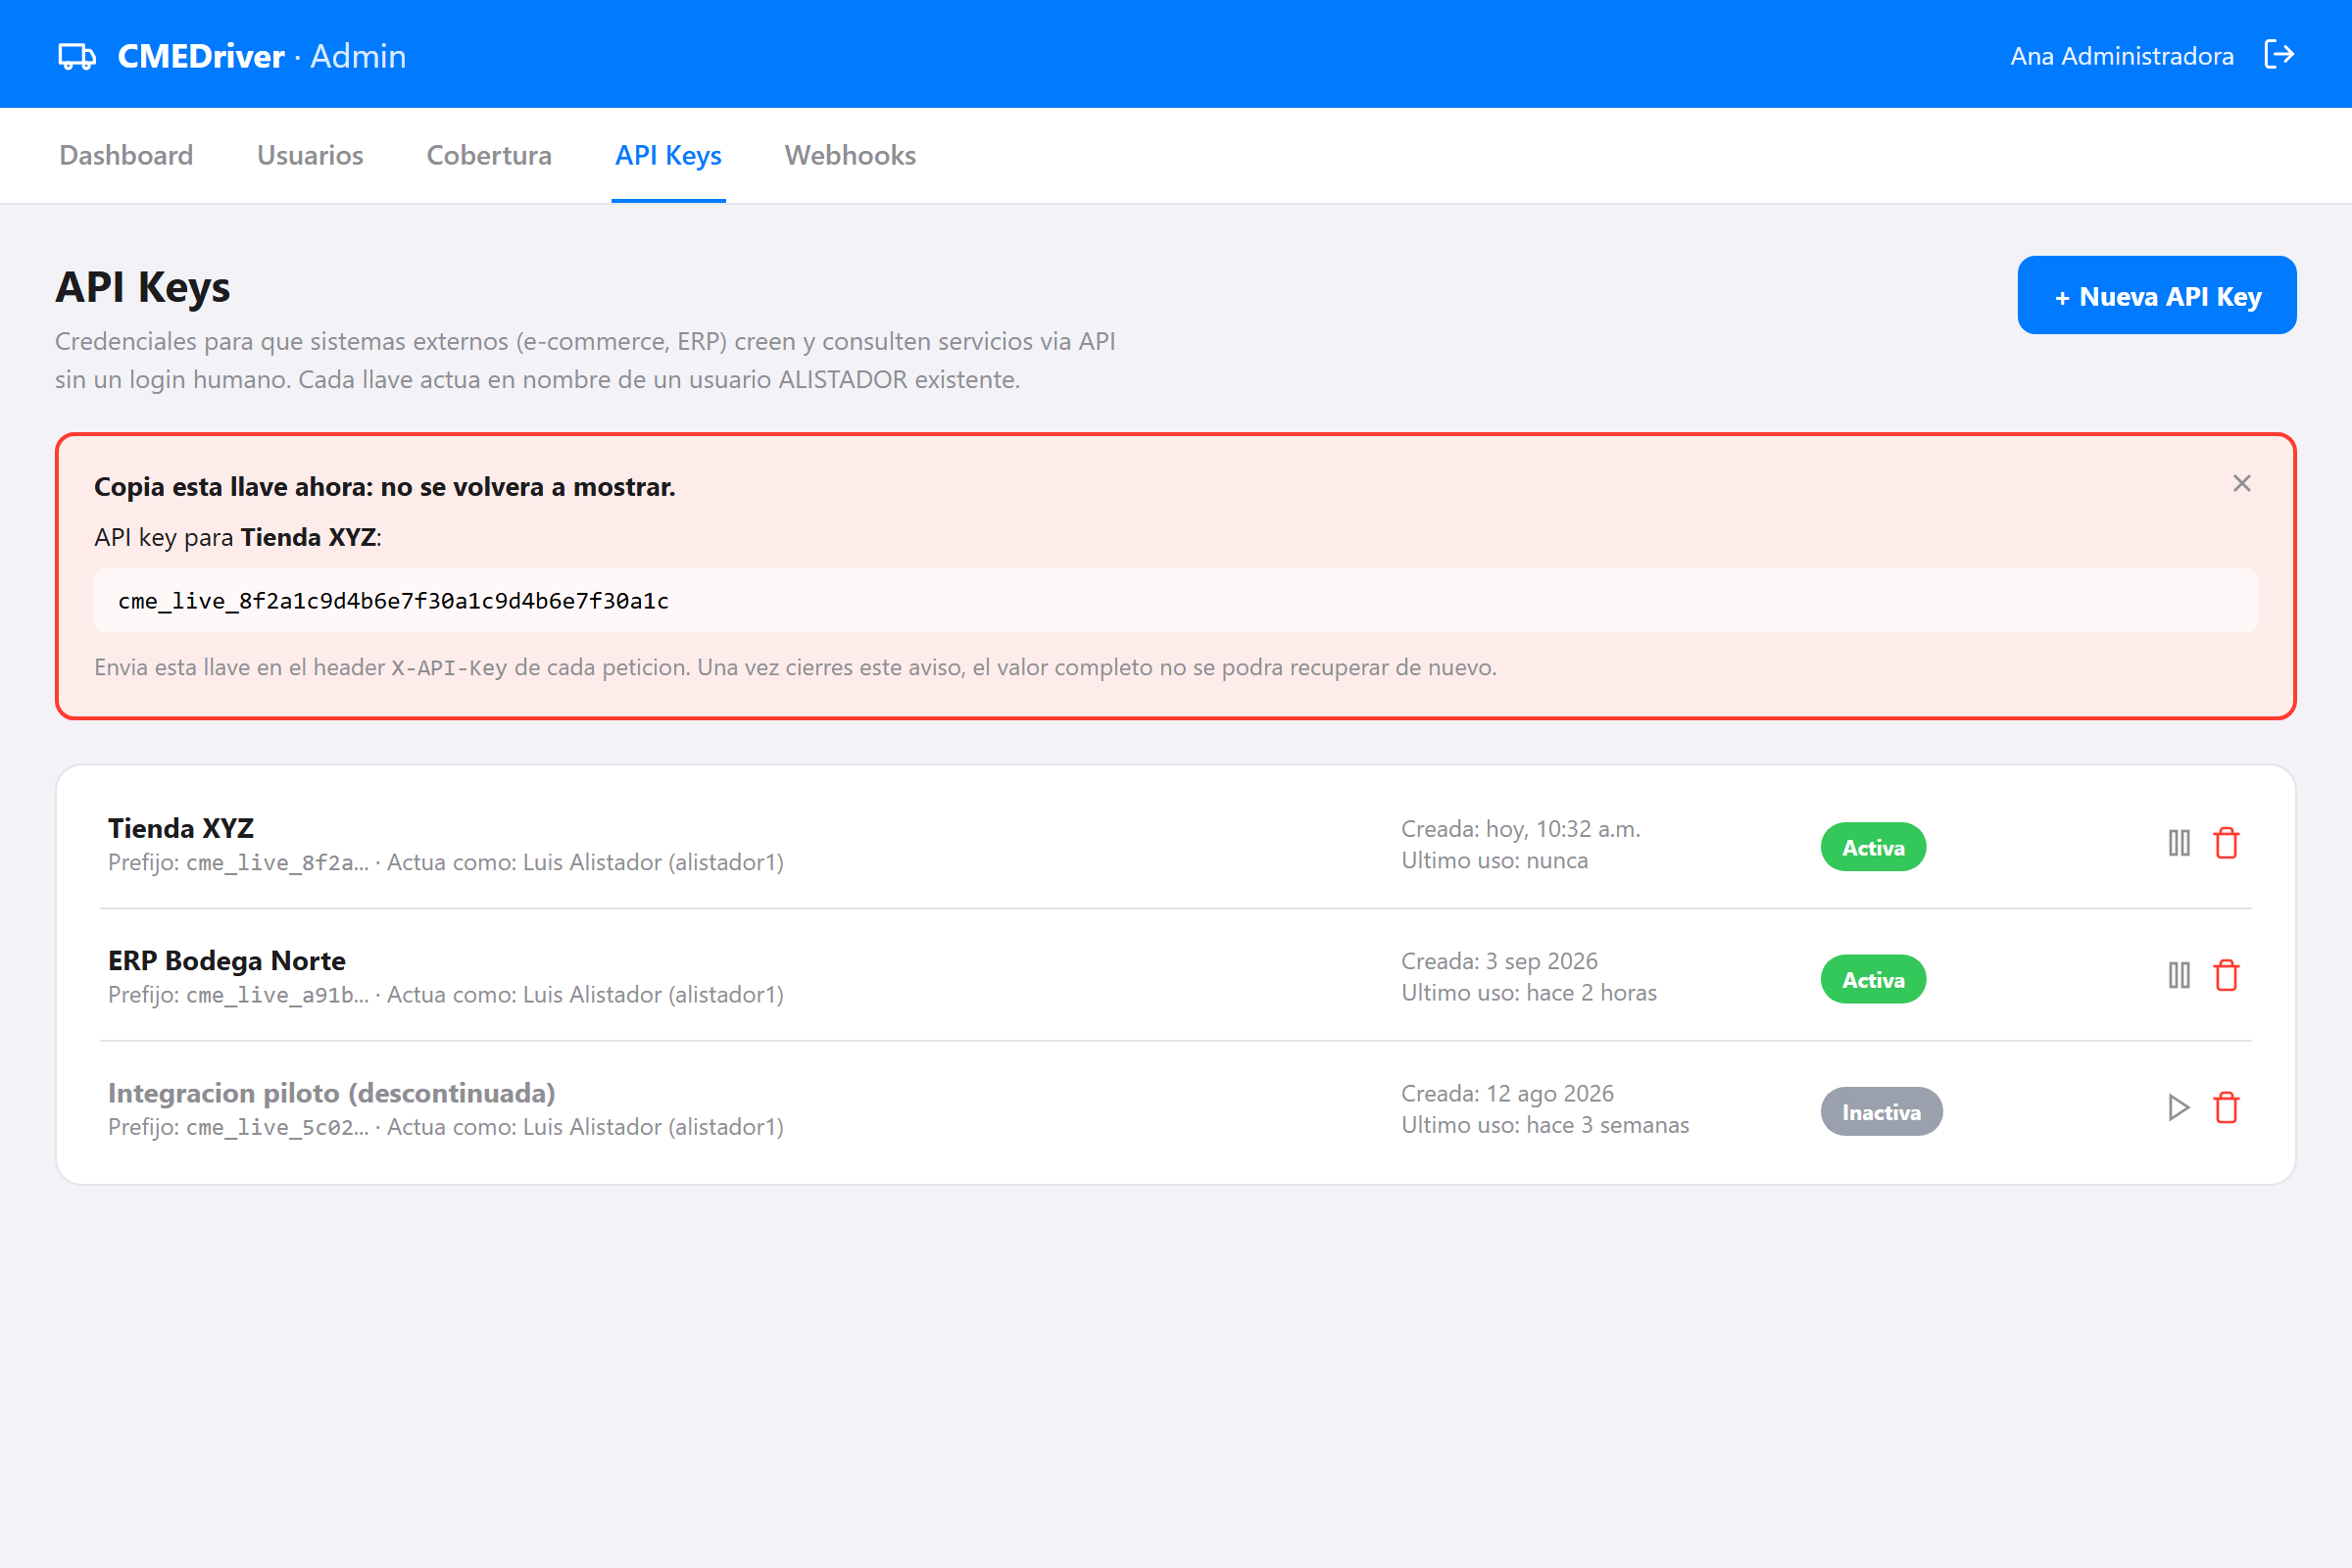 CMEDriver · Admin
Ana Administradora
Dashboard
Usuarios
Cobertura
API Keys
Webhooks
API Keys
+ Nueva API Key
Credenciales para que sistemas externos (e-commerce, ERP) creen y consulten servicios via API
sin un login humano. Cada llave actua en nombre de un usuario ALISTADOR existente.
Copia esta llave ahora: no se volvera a mostrar.
API key para Tienda XYZ:
cme_live_8f2a1c9d4b6e7f30a1c9d4b6e7f30a1c
Envia esta llave en el header X-API-Key de cada peticion. Una vez cierres este aviso, el valor completo no se podra recuperar de nuevo.
Tienda XYZ
Prefijo: cme_live_8f2a… · Actua como: Luis Alistador (alistador1)
Creada: hoy, 10:32 a.m.
Ultimo uso: nunca
Activa
ERP Bodega Norte
Prefijo: cme_live_a91b… · Actua como: Luis Alistador (alistador1)
Creada: 3 sep 2026
Ultimo uso: hace 2 horas
Activa
Integracion piloto (descontinuada)
Prefijo: cme_live_5c02… · Actua como: Luis Alistador (alistador1)
Creada: 12 ago 2026
Ultimo uso: hace 3 semanas
Inactiva